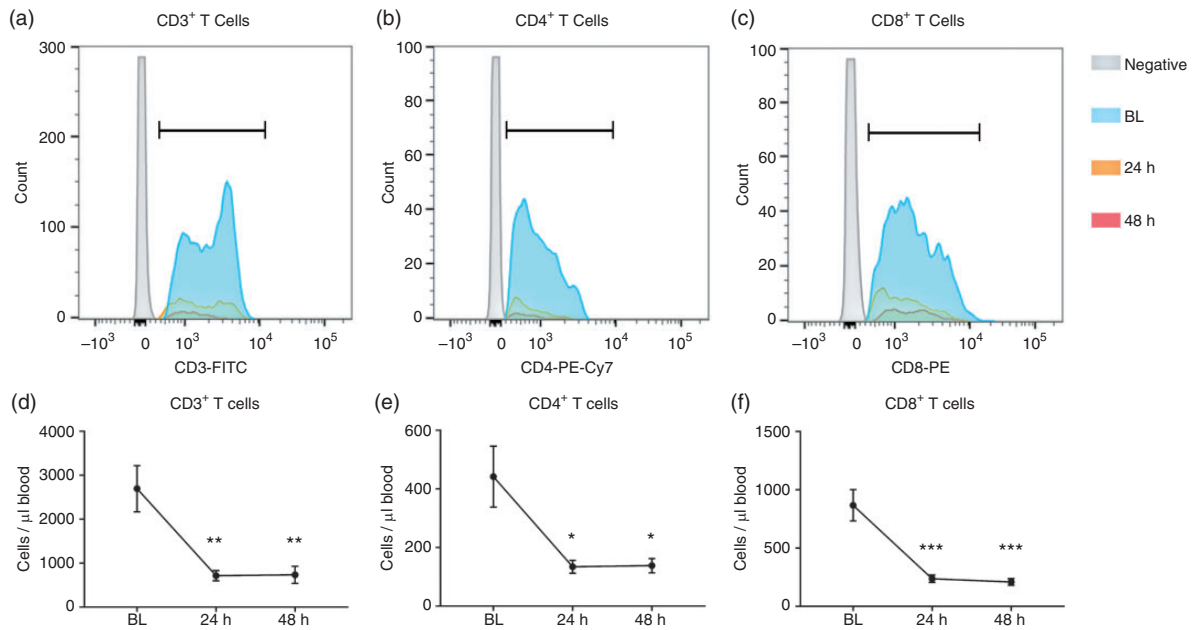 (a) CD3⁺ T Cells
300
200
100
0
Count
−10³ 0 10³ 10⁴ 10⁵
CD3-FITC
(b) CD4⁺ T Cells
100
80
60
40
20
0
Count
−10³ 0 10³ 10⁴ 10⁵
CD4-PE-Cy7
(c) CD8⁺ T Cells
100
80
60
40
20
0
Count
−10³ 0 10³ 10⁴ 10⁵
CD8-PE
Negative
BL
24 h
48 h
(d) CD3⁺ T cells
4000
3000
2000
1000
0
Cells / µl blood
** **
BL 24 h 48 h
(e) CD4⁺ T cells
600
400
200
0
Cells / µl blood
* *
BL 24 h 48 h
(f) CD8⁺ T cells
1500
1000
500
0
Cells / µl blood
*** ***
BL 24 h 48 h